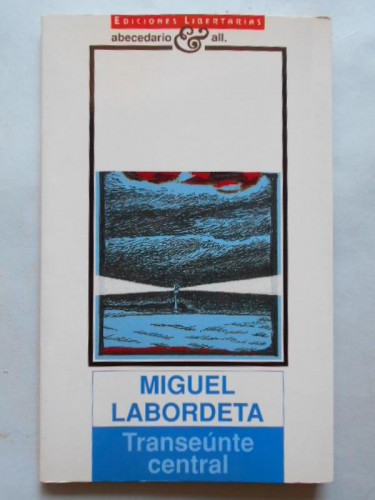 EDICIONES LIBERTARIAS
abecedario & all.
MIGUEL
LABORDETA
Transeúnte
central